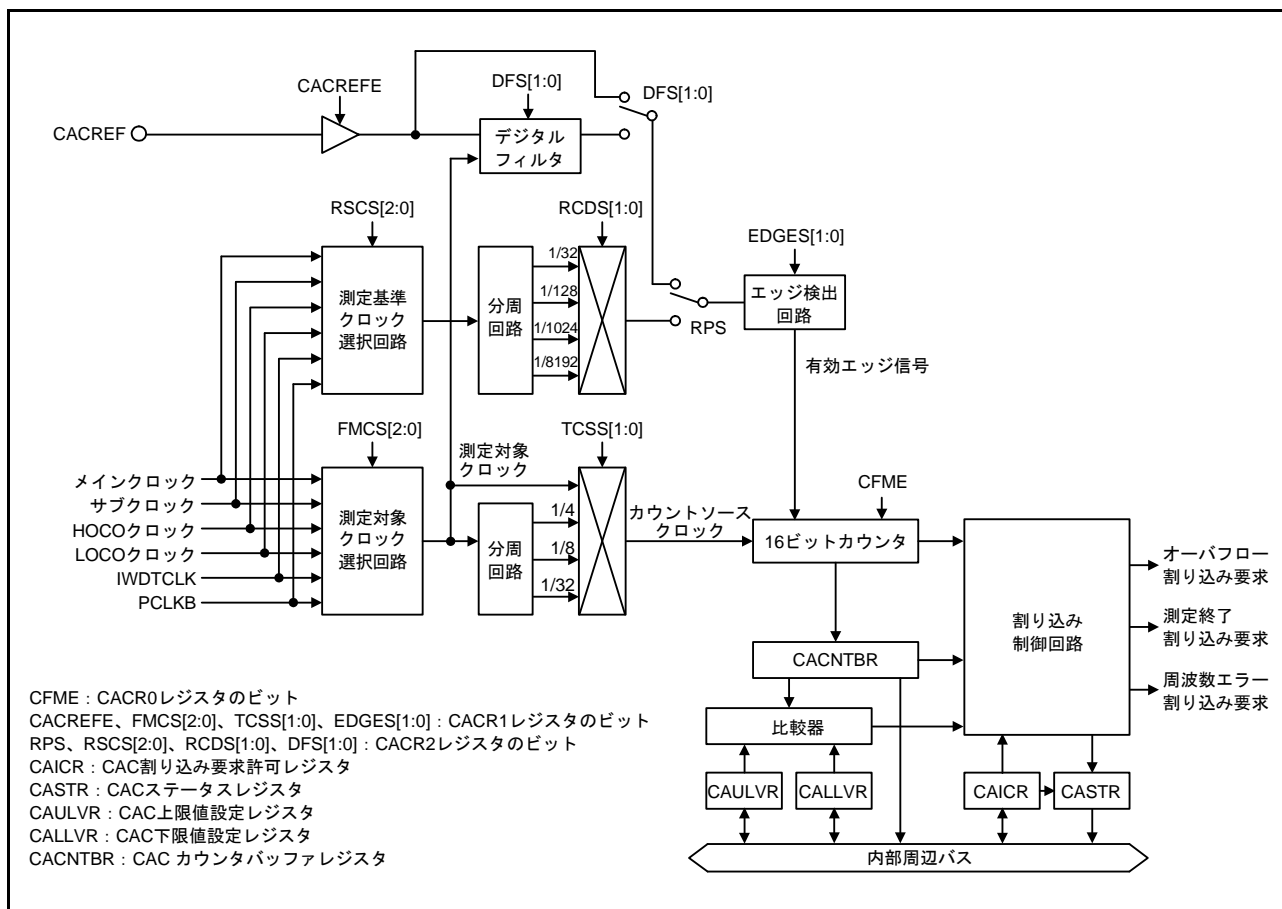 CACREFE
DFS[1:0]
DFS[1:0]
CACREF
デジタル
フィルタ
RSCS[2:0]
RCDS[1:0]
EDGES[1:0]
測定基準
クロック
選択回路
分周
回路
1/32
1/128
1/1024
1/8192
RPS
エッジ検出
回路
有効エッジ信号
FMCS[2:0]
測定対象
クロック
TCSS[1:0]
CFME
メインクロック
サブクロック
HOCOクロック
LOCOクロック
IWDTCLK
PCLKB
測定対象
クロック
選択回路
分周
回路
1/4
1/8
1/32
カウントソース
クロック
16ビットカウンタ
割り込み
制御回路
オーバフロー
割り込み要求
測定終了
割り込み要求
周波数エラー
割り込み要求
CACNTBR
比較器
CAULVR
CALLVR
CAICR
CASTR
内部周辺バス
CFME：CACR0レジスタのビット
CACREFE、FMCS[2:0]、TCSS[1:0]、EDGES[1:0]：CACR1レジスタのビット
RPS、RSCS[2:0]、RCDS[1:0]、DFS[1:0]：CACR2レジスタのビット
CAICR：CAC割り込み要求許可レジスタ
CASTR：CACステータスレジスタ
CAULVR：CAC上限値設定レジスタ
CALLVR：CAC下限値設定レジスタ
CACNTBR：CAC カウンタバッファレジスタ